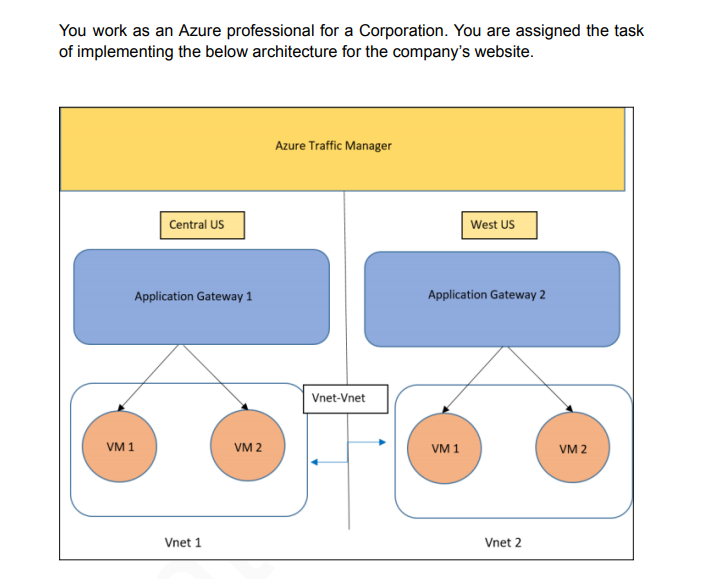 You work as an Azure professional for a Corporation. You are assigned the task
of implementing the below architecture for the company’s website.
Azure Traffic Manager
Central US
West US
Application Gateway 1
Application Gateway 2
Vnet-Vnet
VM 1
VM 2
VM 1
VM 2
Vnet 1
Vnet 2